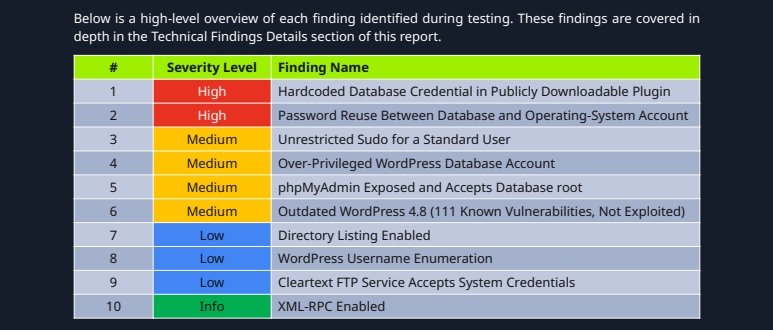 Below is a high-level overview of each finding identified during testing. These findings are covered in
depth in the Technical Findings Details section of this report.
# Severity Level Finding Name
1 High Hardcoded Database Credential in Publicly Downloadable Plugin
2 High Password Reuse Between Database and Operating-System Account
3 Medium Unrestricted Sudo for a Standard User
4 Medium Over-Privileged WordPress Database Account
5 Medium phpMyAdmin Exposed and Accepts Database root
6 Medium Outdated WordPress 4.8 (111 Known Vulnerabilities, Not Exploited)
7 Low Directory Listing Enabled
8 Low WordPress Username Enumeration
9 Low Cleartext FTP Service Accepts System Credentials
10 Info XML-RPC Enabled